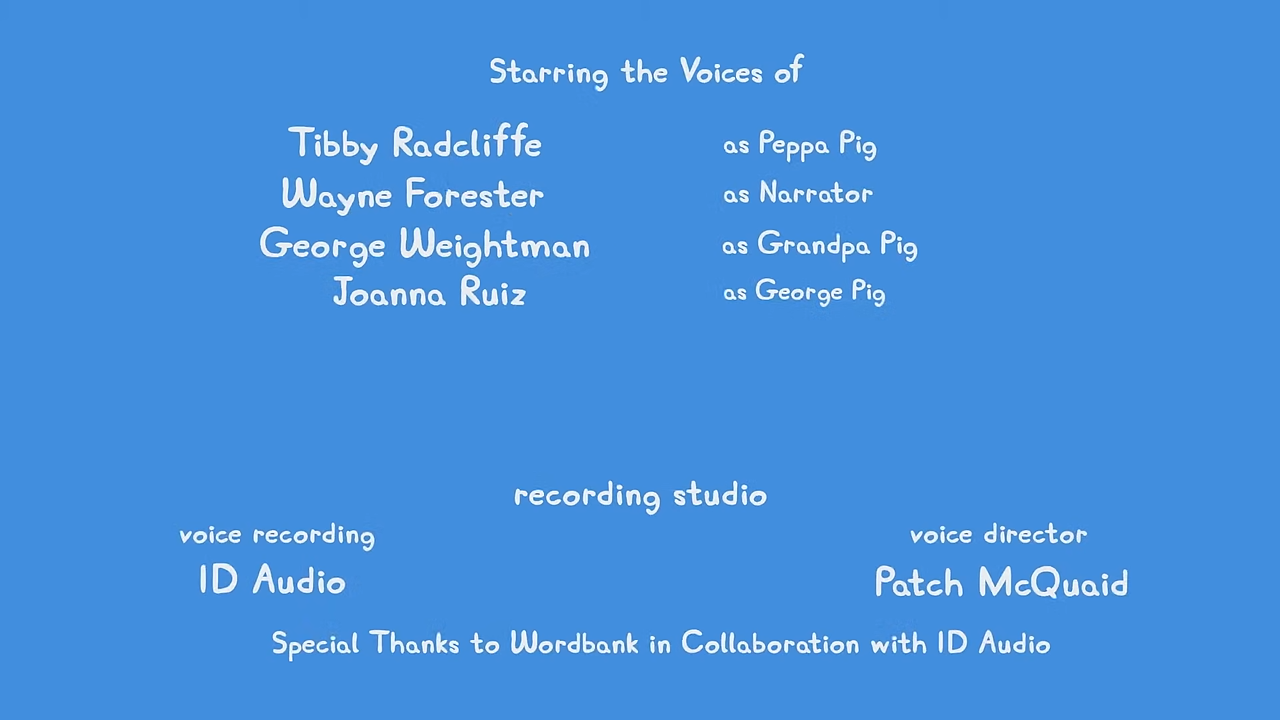 Starring the Voices of
Tibby Radcliffe as Peppa Pig
Wayne Forester as Narrator
George Weightman as Grandpa Pig
Joanna Ruiz as George Pig
recording studio
voice recording voice director
ID Audio Patch McQuaid
Special Thanks to Wordbank in Collaboration with ID Audio